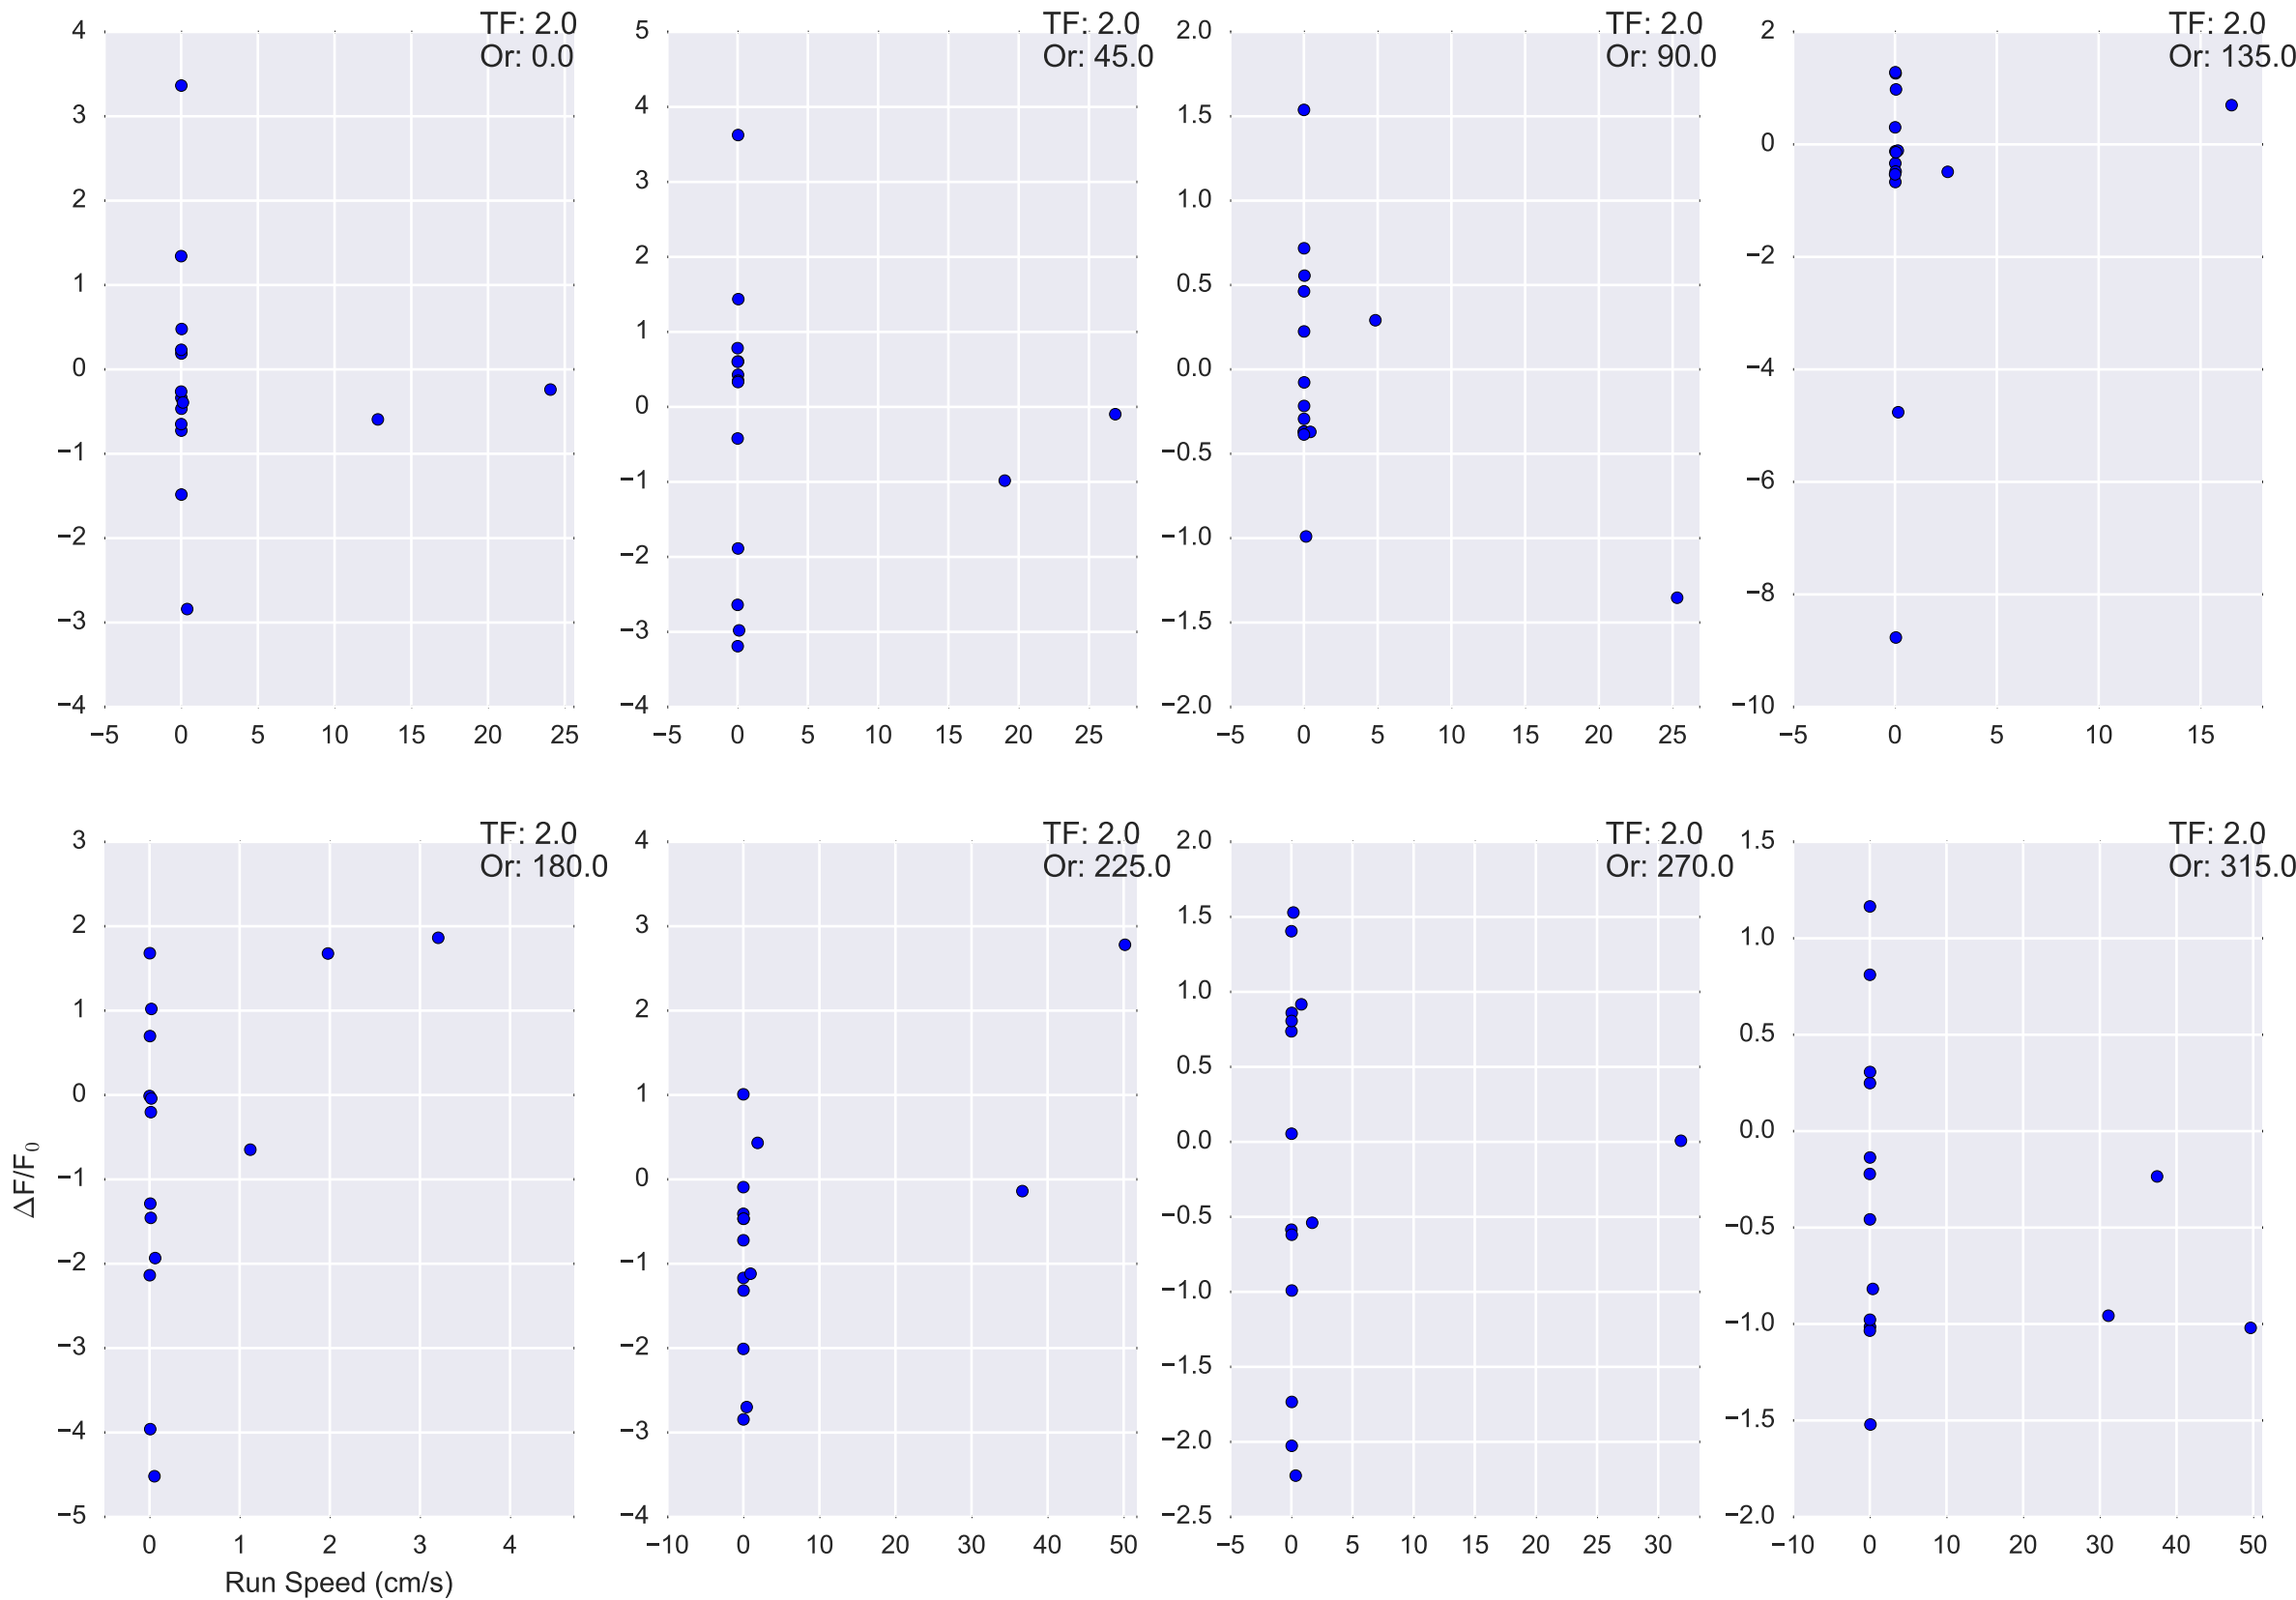 TF: 2.0
Or: 0.0
4
3
2
1
0
−1
−2
−3
−4
−5 0 5 10 15 20 25
TF: 2.0
Or: 45.0
5
4
3
2
1
0
−1
−2
−3
−4
−5 0 5 10 15 20 25
TF: 2.0
Or: 90.0
2.0
1.5
1.0
0.5
0.0
−0.5
−1.0
−1.5
−2.0
−5 0 5 10 15 20 25
TF: 2.0
Or: 135.0
2
0
−2
−4
−6
−8
−10
−5 0 5 10 15
TF: 2.0
Or: 180.0
3
2
1
0
−1
−2
−3
−4
−5
0 1 2 3 4
ΔF/F₀
Run Speed (cm/s)
TF: 2.0
Or: 225.0
4
3
2
1
0
−1
−2
−3
−4
−10 0 10 20 30 40 50
TF: 2.0
Or: 270.0
2.0
1.5
1.0
0.5
0.0
−0.5
−1.0
−1.5
−2.0
−2.5
−5 0 5 10 15 20 25 30
TF: 2.0
Or: 315.0
1.5
1.0
0.5
0.0
−0.5
−1.0
−1.5
−2.0
−10 0 10 20 30 40 50